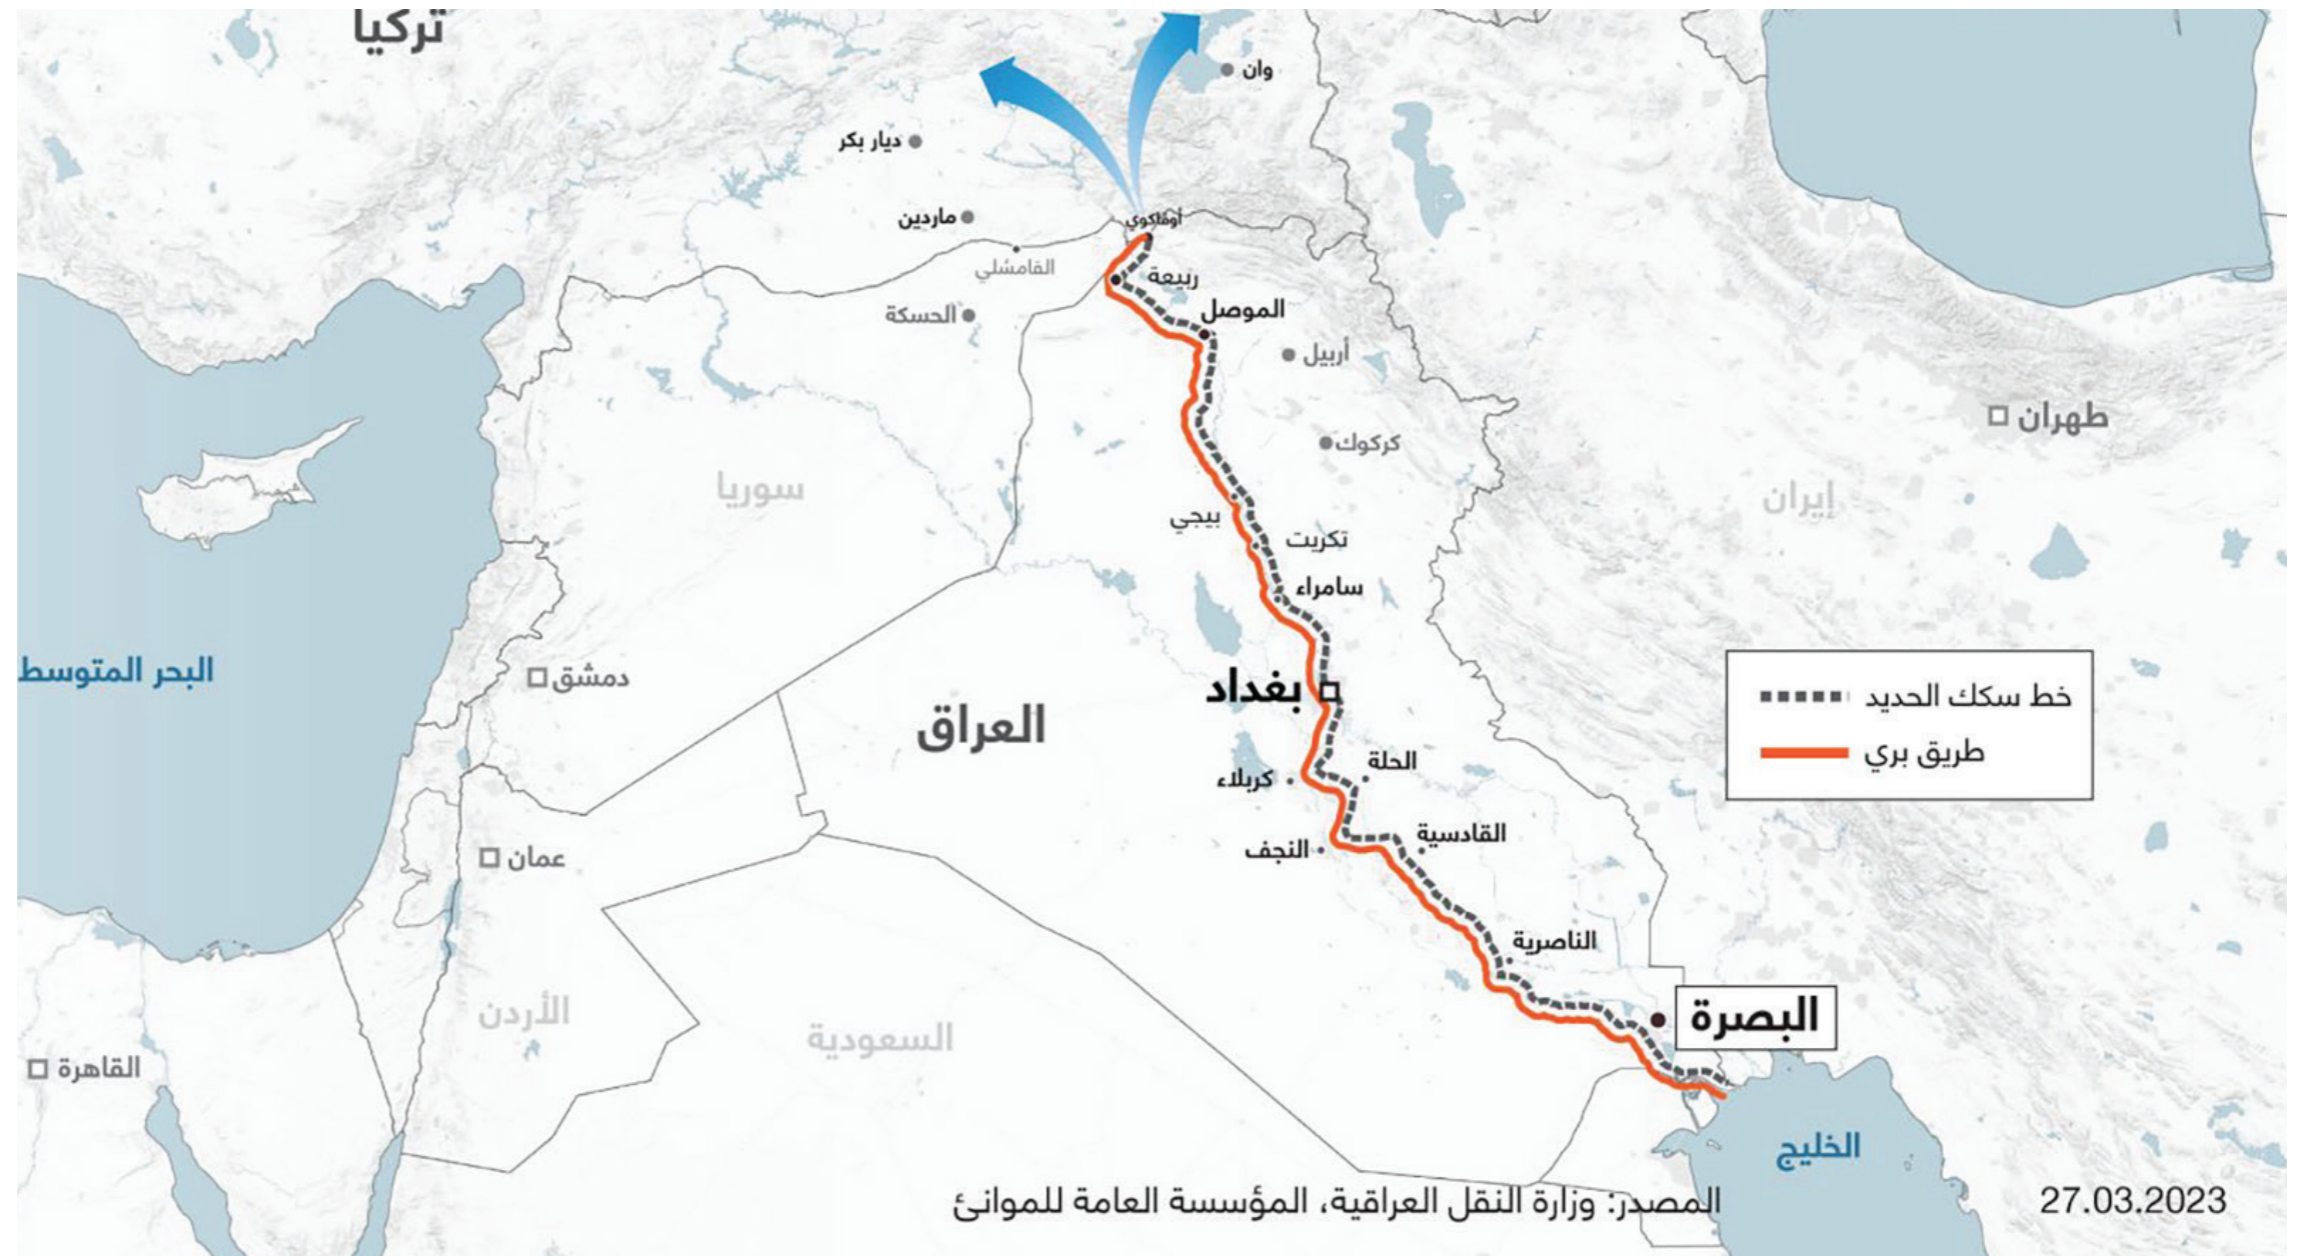 تركيا
وان
ديار بكر
ماردين
أوفاكوي
القامشلي
ربيعة
الحسكة
الموصل
أربيل
طهران
كركوك
سوريا
إيران
بيجي
تكريت
سامراء
البحر المتوسط
دمشق
بغداد
خط سكك الحديد
العراق
طريق بري
الحلة
كربلاء
القادسية
النجف
عمان
الناصرية
الأردن
البصرة
السعودية
القاهرة
الخليج
المصدر: وزارة النقل العراقية، المؤسسة العامة للموانئ
27.03.2023